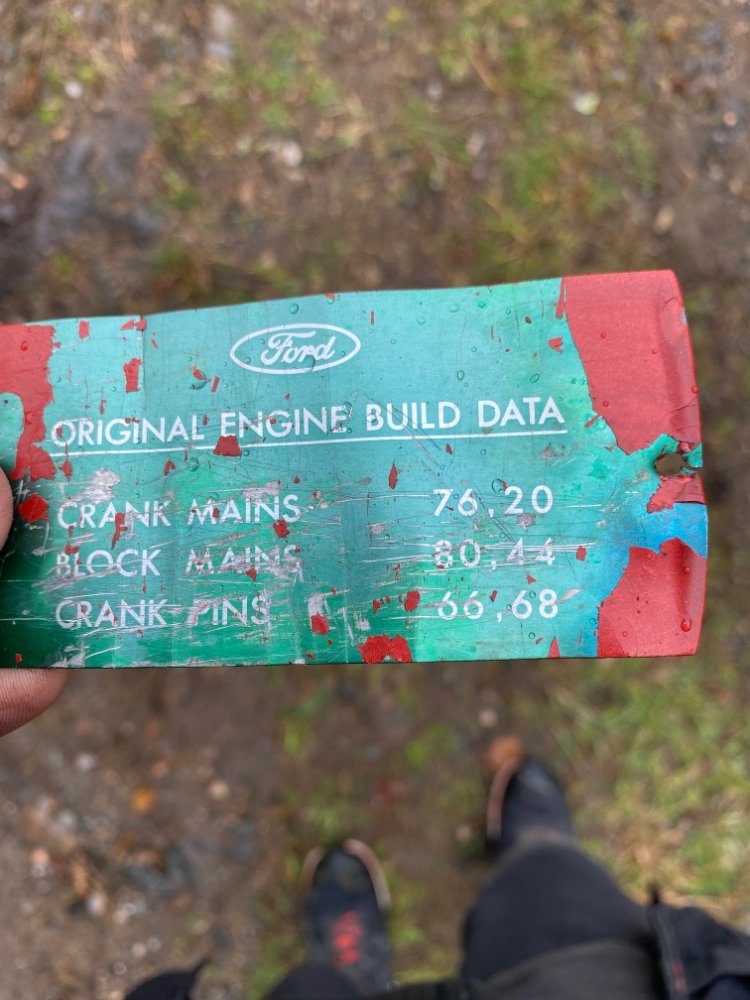 Ford
ORIGINAL ENGINE BUILD DATA
CRANK MAINS 76,20
BLOCK MAINS 80,44
CRANK PINS 66,68